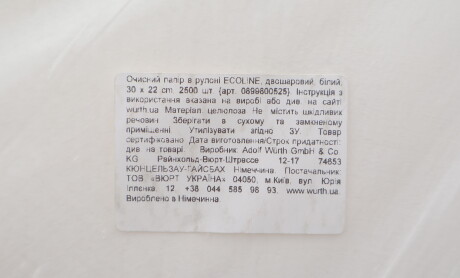 Очисний папір в рулоні ECOLINE, двошаровий, білий,
30 x 22 cm. 2500 шт {арт. 0899800525} Інструкція з
використання вказана на виробі або див. на сайті
wurth.ua Матеріал: целюлоза Не містить шкідливих
речовин Зберігати в сухому та замкненому
приміщенні. Утилізувати згідно ЗУ. Товар
сертифіковано Дата виготовлення/Строк придатності:
див. на товарі. Виробник: Adolf Würth GmbH & Co.
KG Райнхольд-Вюрт-Штрассе 12-17 74653
КЮНЦЕЛЬЗАУ-ГАЙСБАХ Німеччина. Постачальник:
ТОВ «ВЮРТ УКРАЇНА» 04050, м.Київ, вул. Юрія
Іллєнка, 12 +38 044 585 98 93, www.wurth.ua.
Вироблено в Німеччинна.